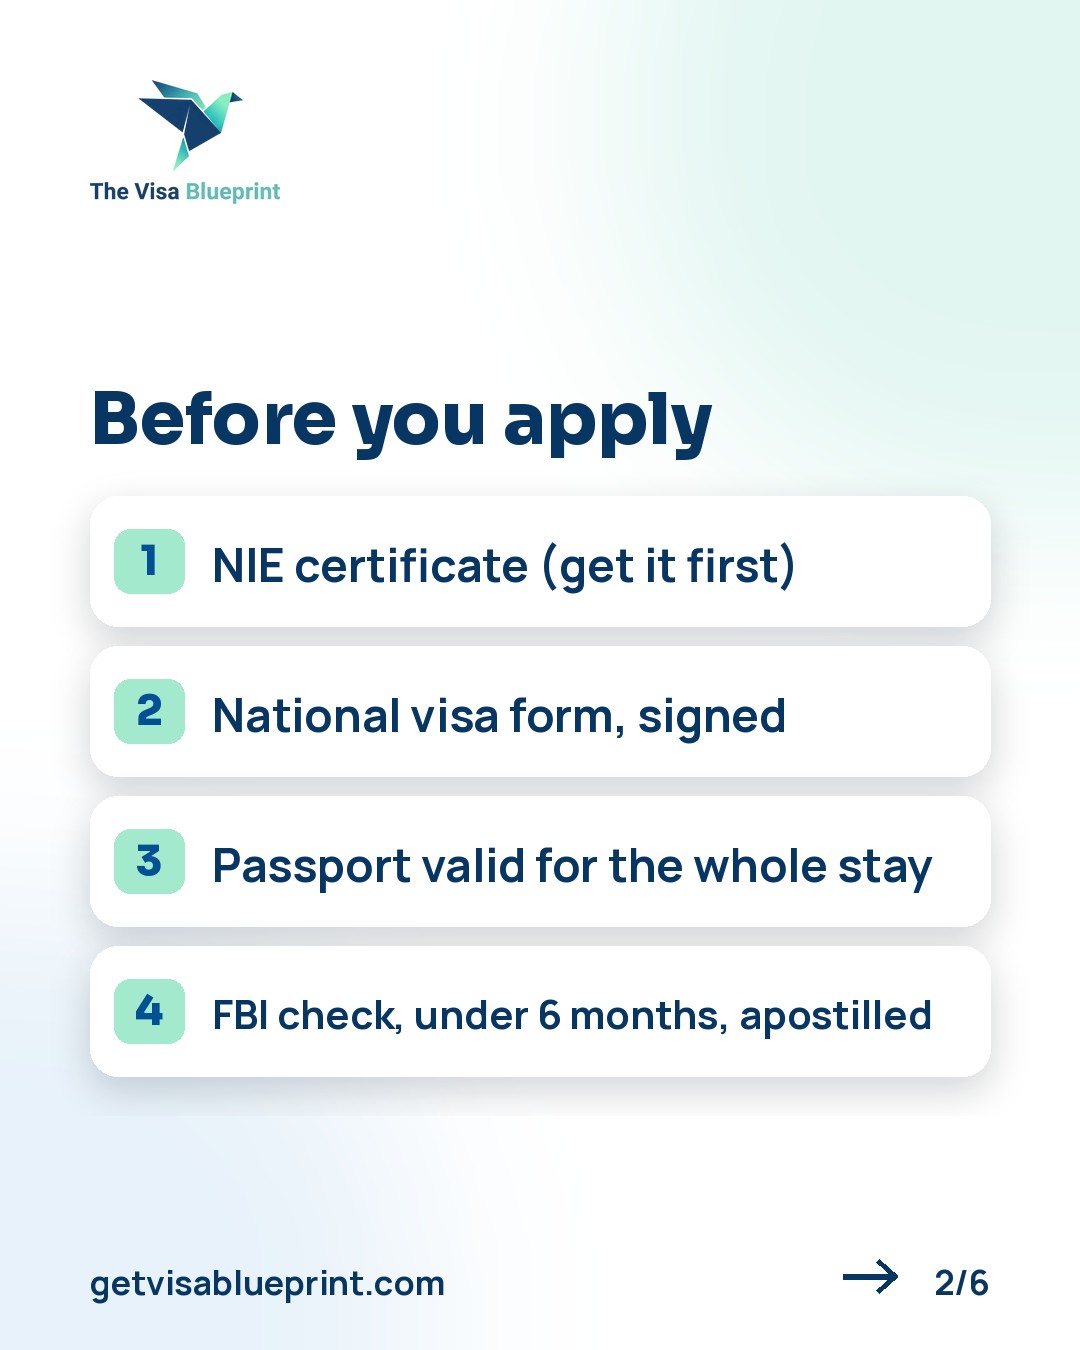 The Visa Blueprint
Before you apply
1 NIE certificate (get it first)
2 National visa form, signed
3 Passport valid for the whole stay
4 FBI check, under 6 months, apostilled
getvisablueprint.com → 2/6